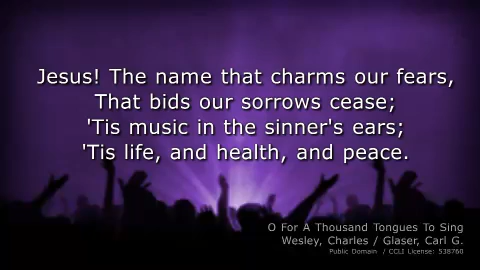 Jesus! The name that charms our fears,
That bids our sorrows cease;
'Tis music in the sinner's ears;
'Tis life, and health, and peace.
O For A Thousand Tongues To Sing
Wesley, Charles / Glaser, Carl G.
Public Domain / CCLI License: 538760